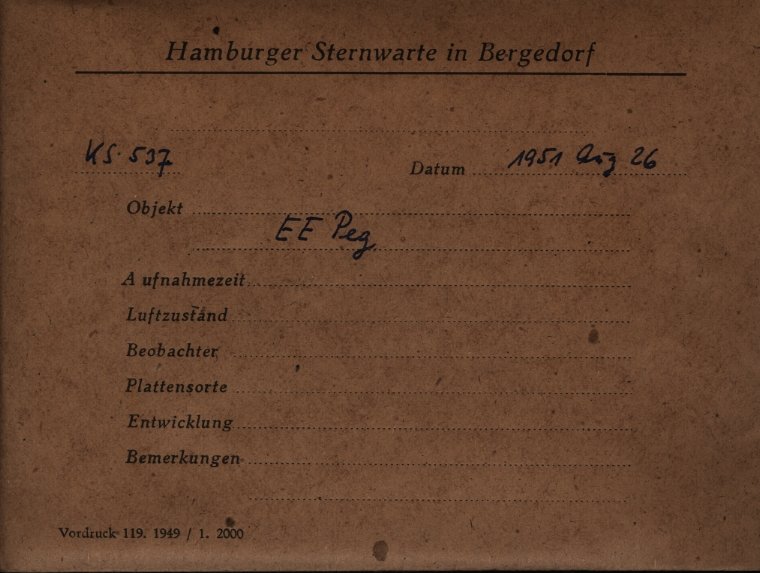 Hamburger Sternwarte in Bergedorf
KS. 537 Datum 1951 Aug 26
Objekt
EE Peg
Aufnahmezeit
Luftzustand
Beobachter
Plattensorte
Entwicklung
Bemerkungen
Vordruck 119. 1949 / 1. 2000